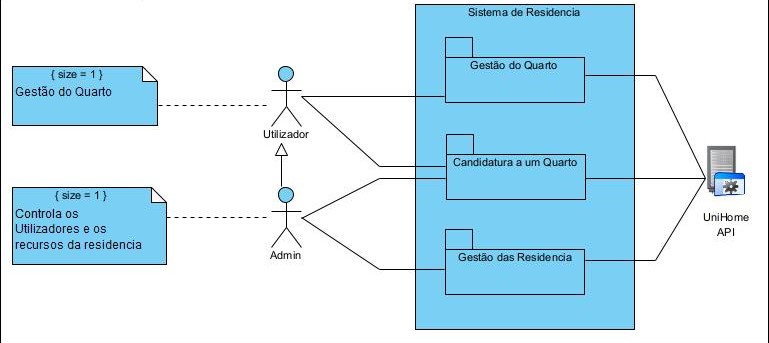 Sistema de Residencia
{ size = 1 }
Gestão do Quarto
Utilizador
Gestão do Quarto
Candidatura a um Quarto
{ size = 1 }
Controla os
Utilizadores e os
recursos da residencia
Admin
Gestão das Residencia
UniHome
API